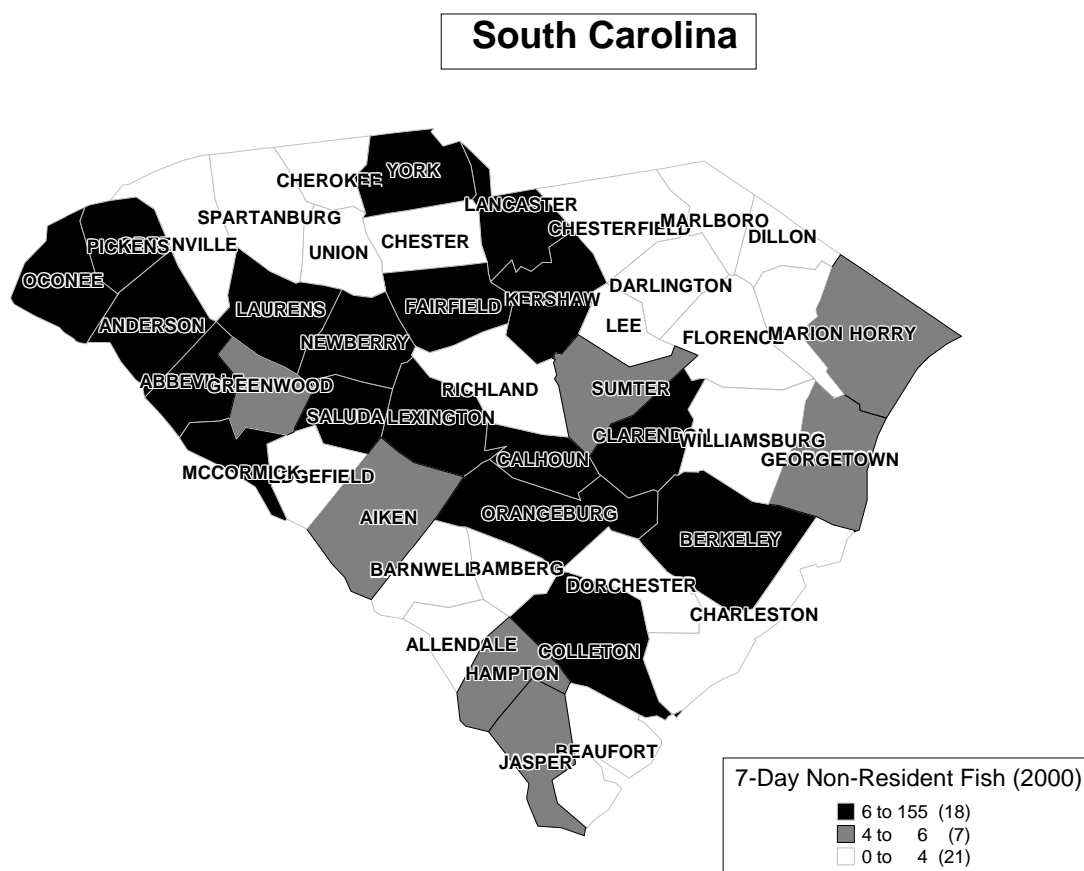 South Carolina
YORK
CHEROKEE
LANCASTER
SPARTANBURG
CHESTERFIELD
MARLBORO
DILLON
CHESTER
PICKENS
GREENVILLE
UNION
OCONEE
DARLINGTON
LAURENS
FAIRFIELD
KERSHAW
ANDERSON
LEE
NEWBERRY
FLORENCE
MARION
HORRY
ABBEVILLE
GREENWOOD
RICHLAND
SUMTER
SALUDA
LEXINGTON
CLARENDON
WILLIAMSBURG
CALHOUN
GEORGETOWN
MCCORMICK
EDGEFIELD
AIKEN
ORANGEBURG
BERKELEY
BARNWELL
BAMBERG
DORCHESTER
CHARLESTON
ALLENDALE
COLLETON
HAMPTON
BEAUFORT
JASPER
7-Day Non-Resident Fish (2000)
6 to 155 (18)
4 to 6 (7)
0 to 4 (21)